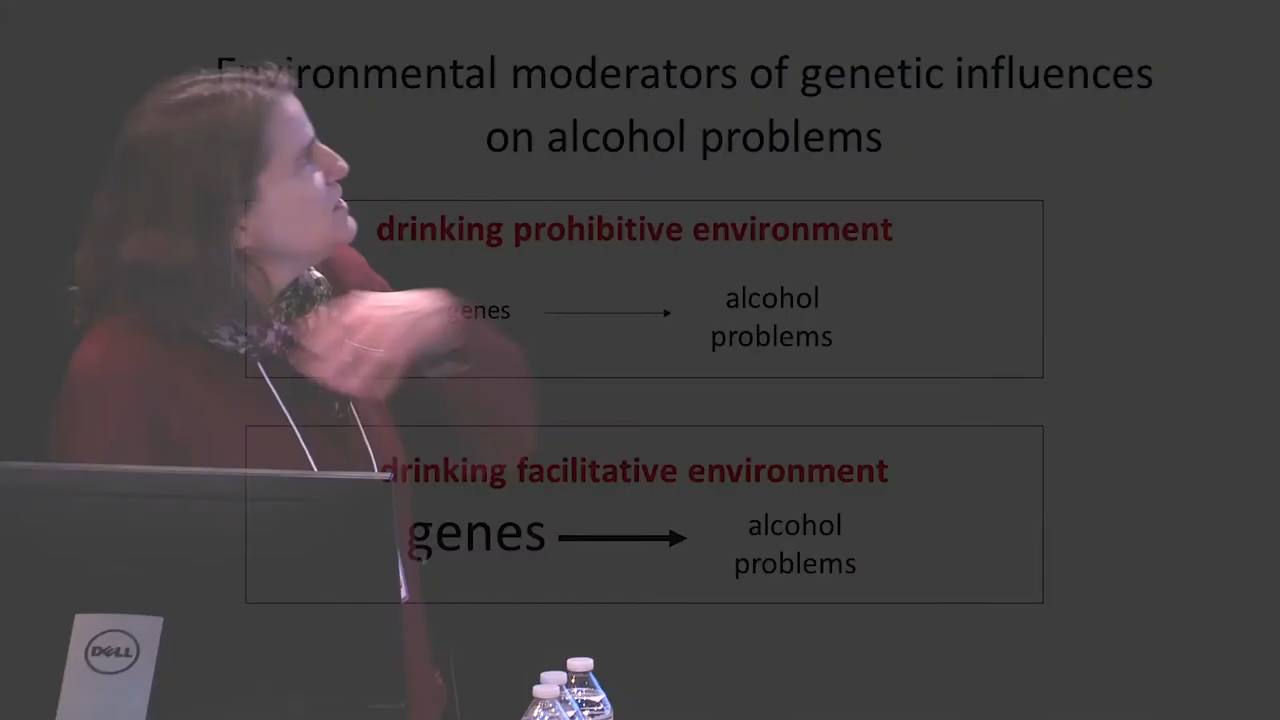 Environmental moderators of genetic influences
on alcohol problems
drinking prohibitive environment
genes
alcohol
problems
drinking facilitative environment
genes
alcohol
problems
DELL